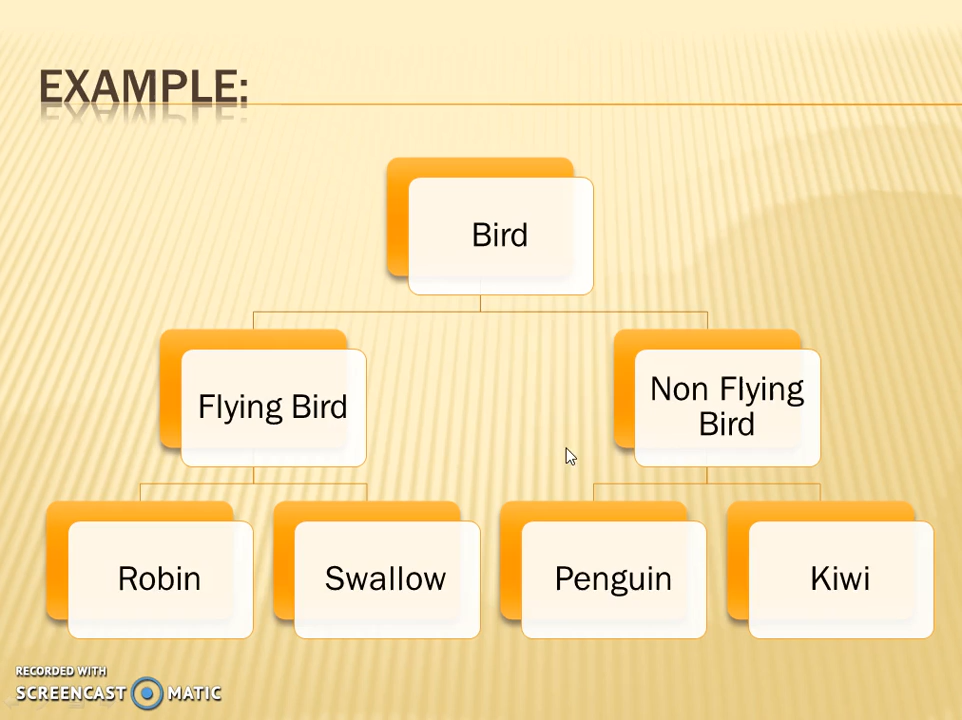 EXAMPLE:
Bird
Flying Bird
Non Flying
Bird
Robin
Swallow
Penguin
Kiwi
RECORDED WITH
SCREENCAST MATIC